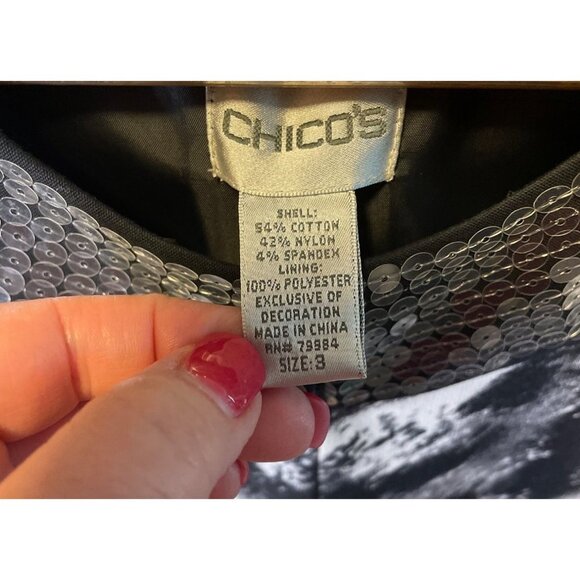 CHICO'S
SHELL:
54% COTTON
42% NYLON
4% SPANDEX
LINING:
100% POLYESTER
EXCLUSIVE OF
DECORATION
MADE IN CHINA
RN# 79984
SIZE: 3